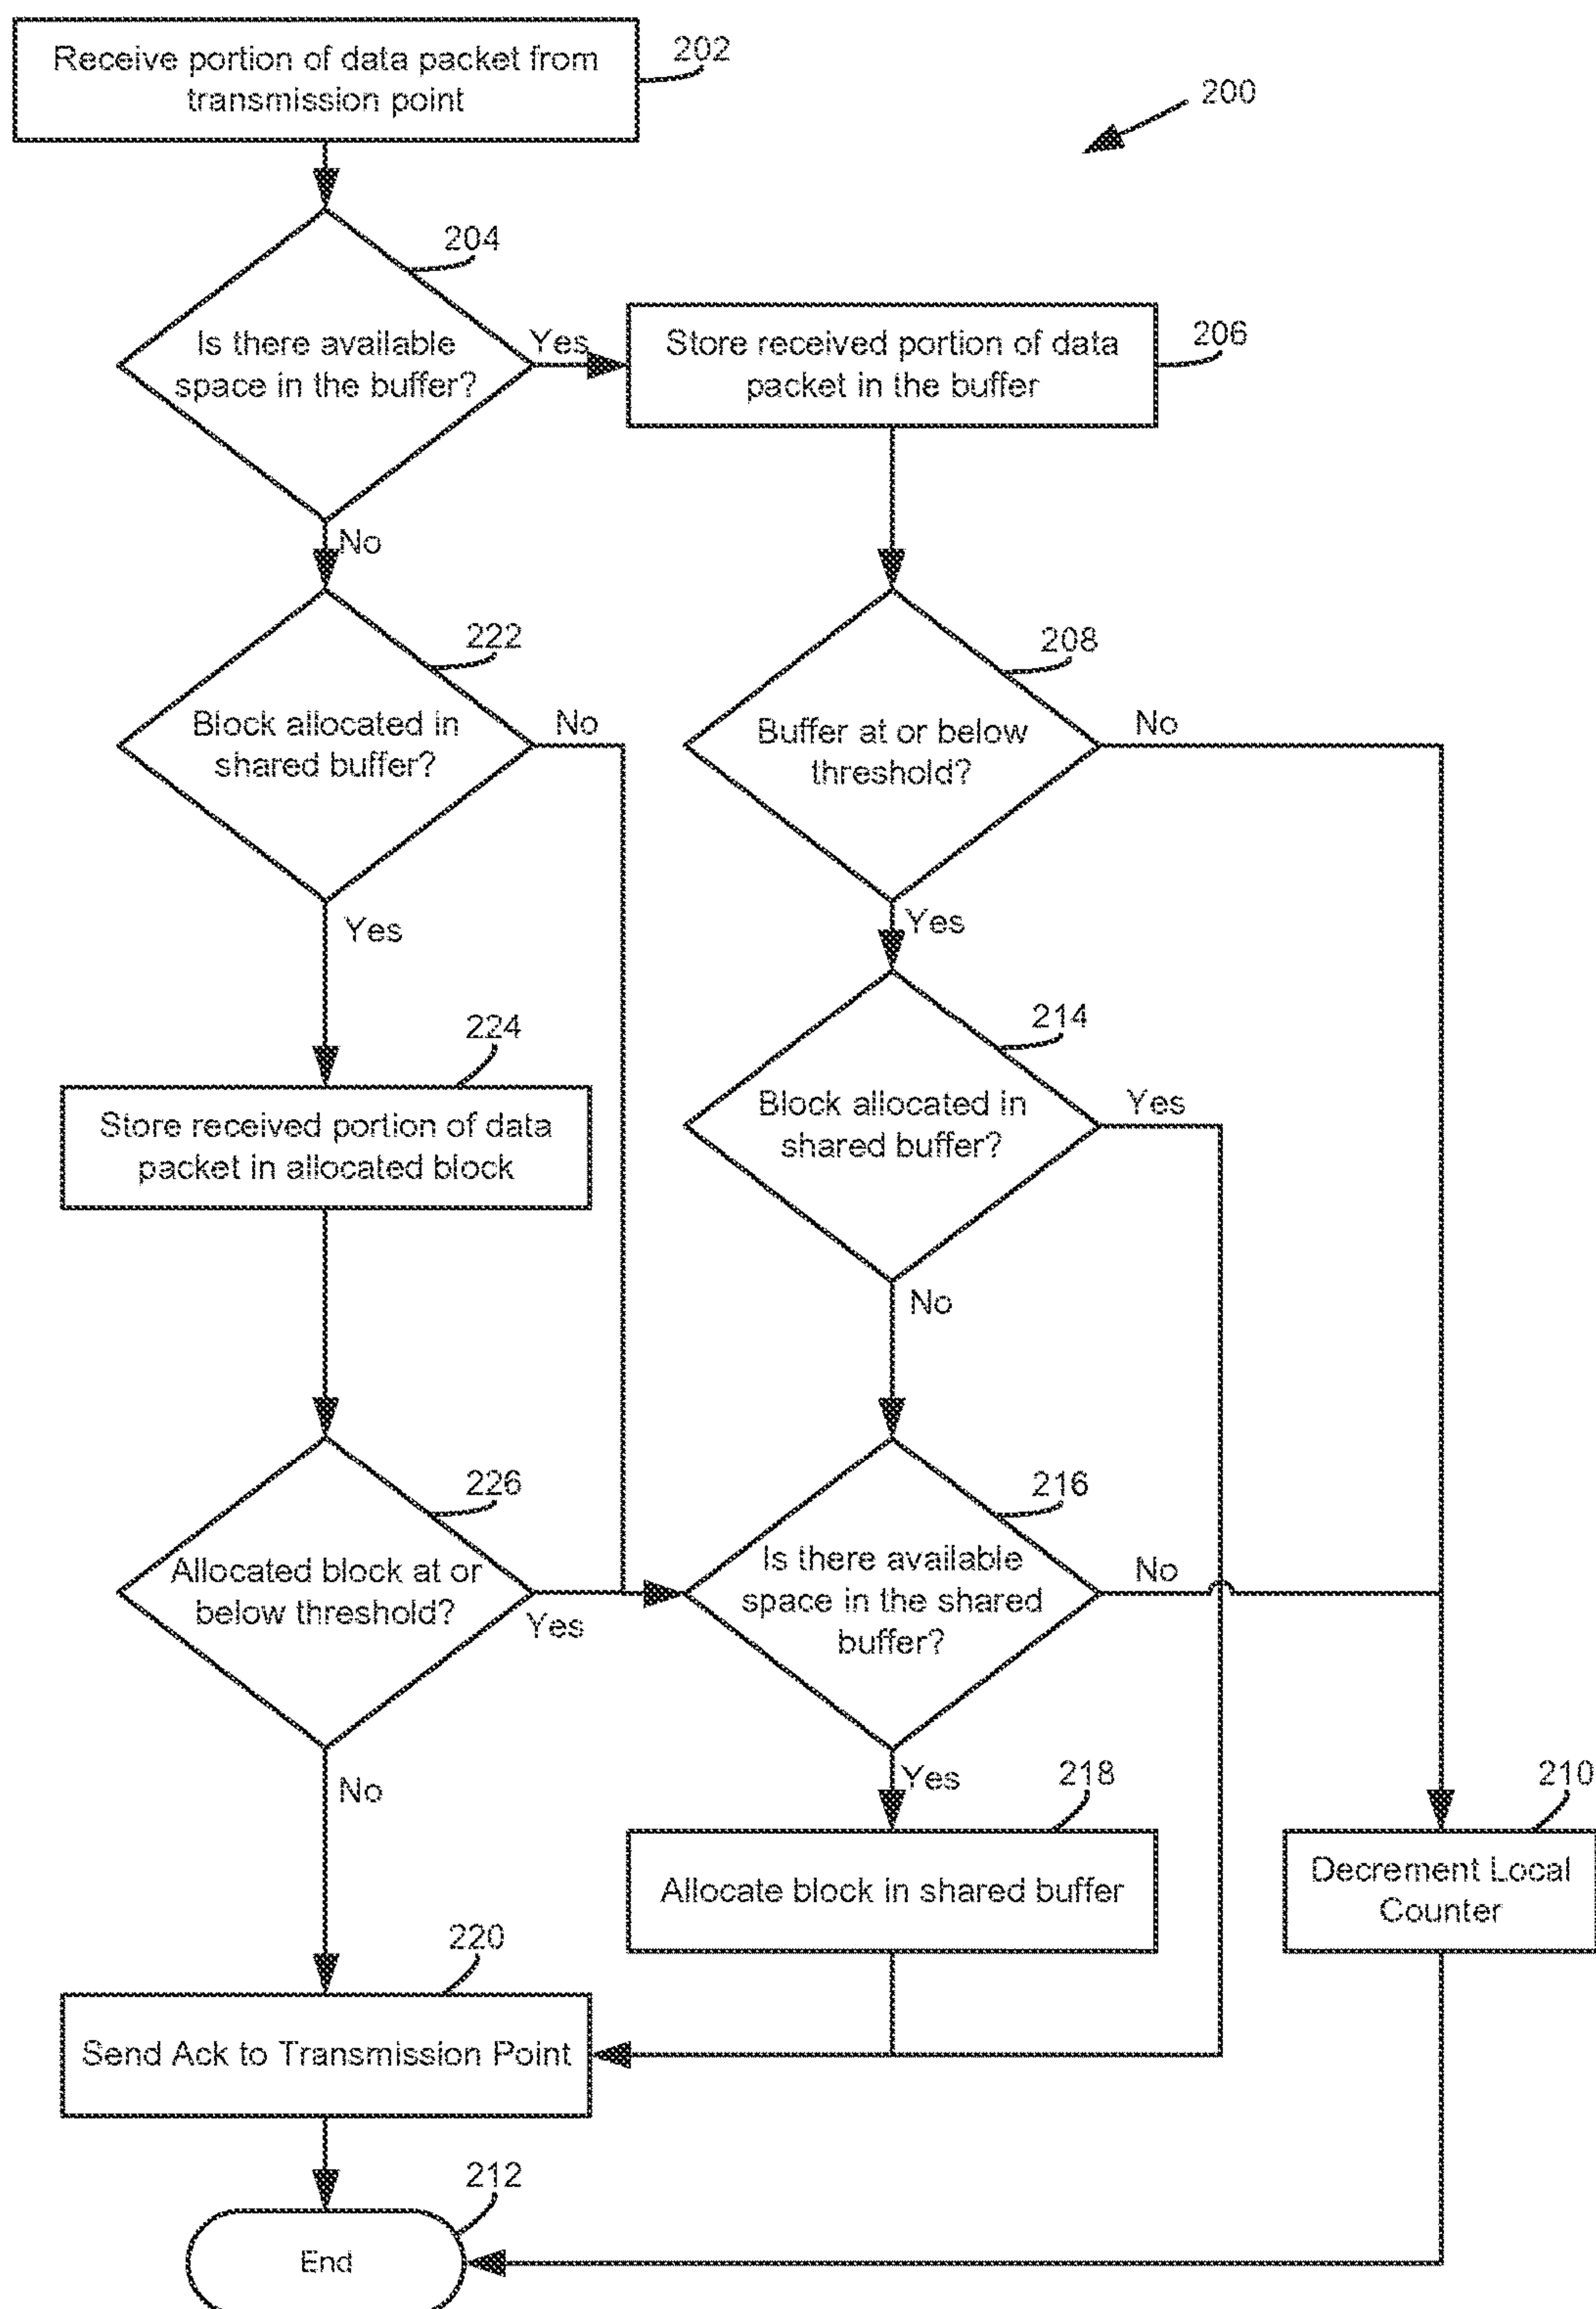 Receive portion of data packet from
transmission point
202
200
204
Is there available
space in the buffer?
Yes
Store received portion of data
packet in the buffer
206
No
222
Block allocated in
shared buffer?
No
208
Buffer at or below
threshold?
No
Yes
Yes
224
Store received portion of data
packet in allocated block
214
Block allocated in
shared buffer?
Yes
No
226
Allocated block at or
below threshold?
Yes
216
Is there available
space in the shared
buffer?
No
No
Yes
218
Allocate block in shared buffer
210
Decrement Local
Counter
220
Send Ack to Transmission Point
212
End